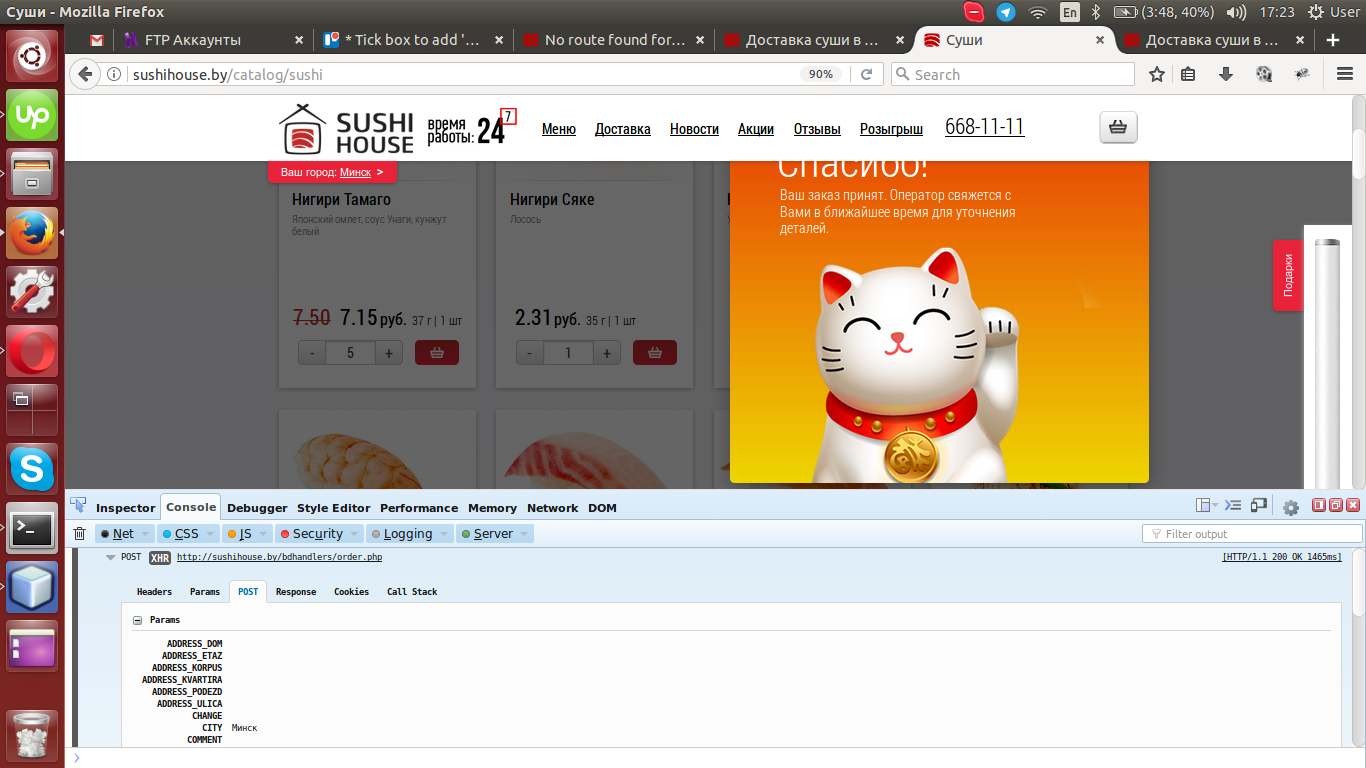 Суши - Mozilla Firefox
En
(3:48, 40%)
17:23
User
FTP Аккаунты
* Tick box to add '...
No route found for...
Доставка суши в ...
Суши
Доставка суши в ...
sushihouse.by/catalog/sushi
90%
Search
SUSHI HOUSE
время работы: 24
7
Меню
Доставка
Новости
Акции
Отзывы
Розыгрыш
668-11-11
Ваш город: Минск >
Спасибо!
Ваш заказ принят. Оператор свяжется с
Вами в ближайшее время для уточнения
деталей.
Нигири Тамаго
Японский омлет, соус Унаги, кунжут
белый
7.50 7.15 руб. 37 г | 1 шт
- 5 +
Нигири Сяке
Лосось
2.31 руб. 35 г | 1 шт
- 1 +
Подарки
Inspector
Console
Debugger
Style Editor
Performance
Memory
Network
DOM
Net
CSS
JS
Security
Logging
Server
Filter output
POST XHR http://sushihouse.by/bdhandlers/order.php [HTTP/1.1 200 OK 1465ms]
Headers
Params
POST
Response
Cookies
Call Stack
Params
ADDRESS_DOM
ADDRESS_ETAZ
ADDRESS_KORPUS
ADDRESS_KVARTIRA
ADDRESS_PODEZD
ADDRESS_ULICA
CHANGE
CITY Минск
COMMENT